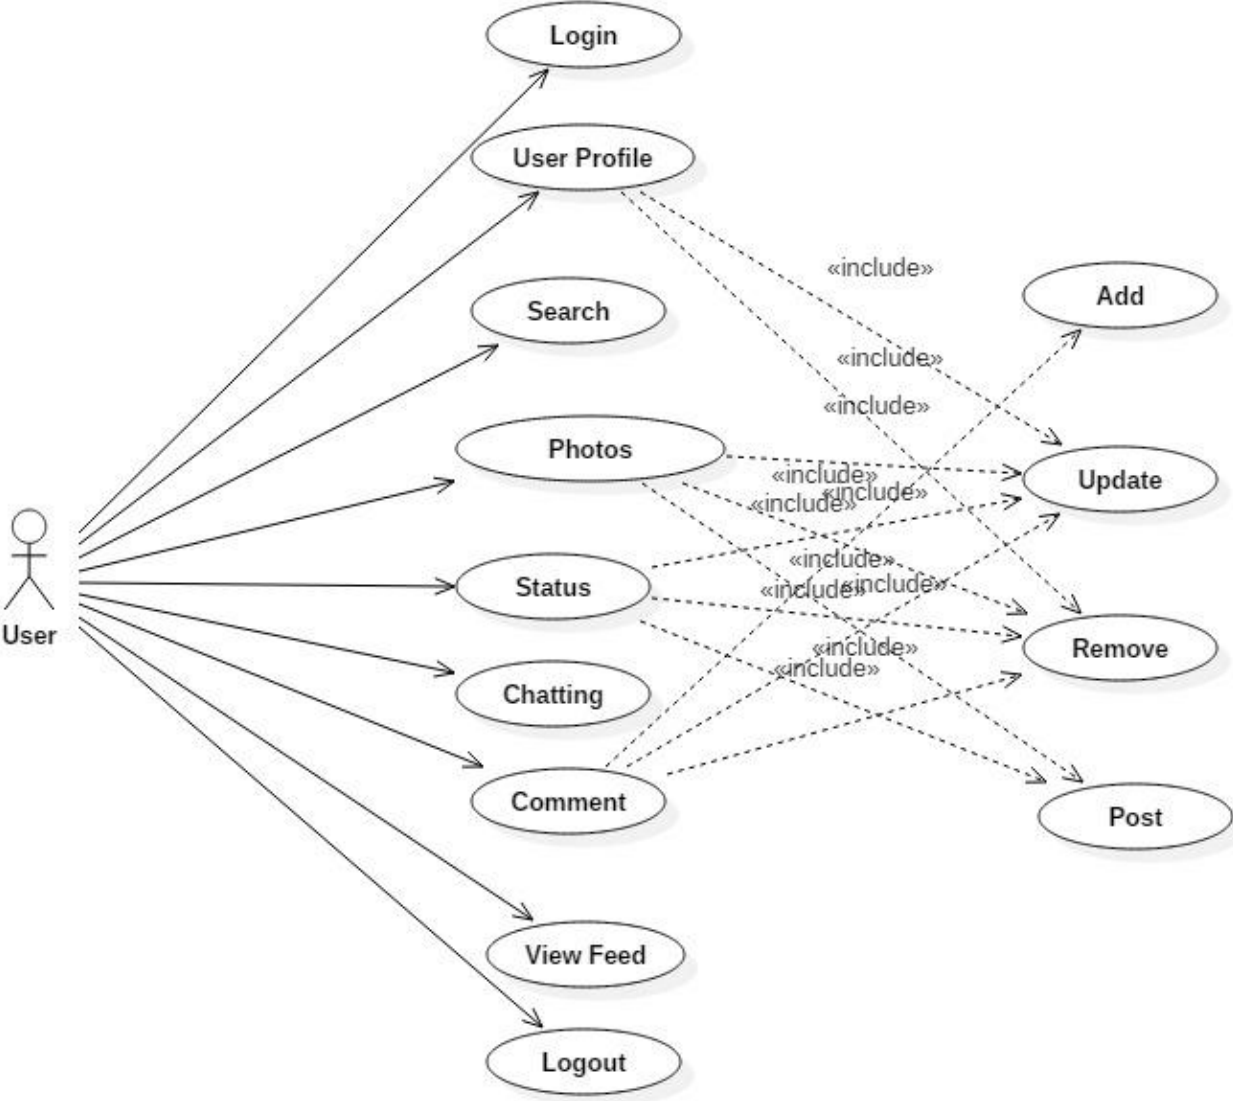 Login
User Profile
«include»
Add
Search
«include»
«include»
Photos
«include»
Update
«include»
«include»
«include»
«include»
Status
«include»
User
«include»
Remove
«include»
Chatting
Comment
Post
View Feed
Logout